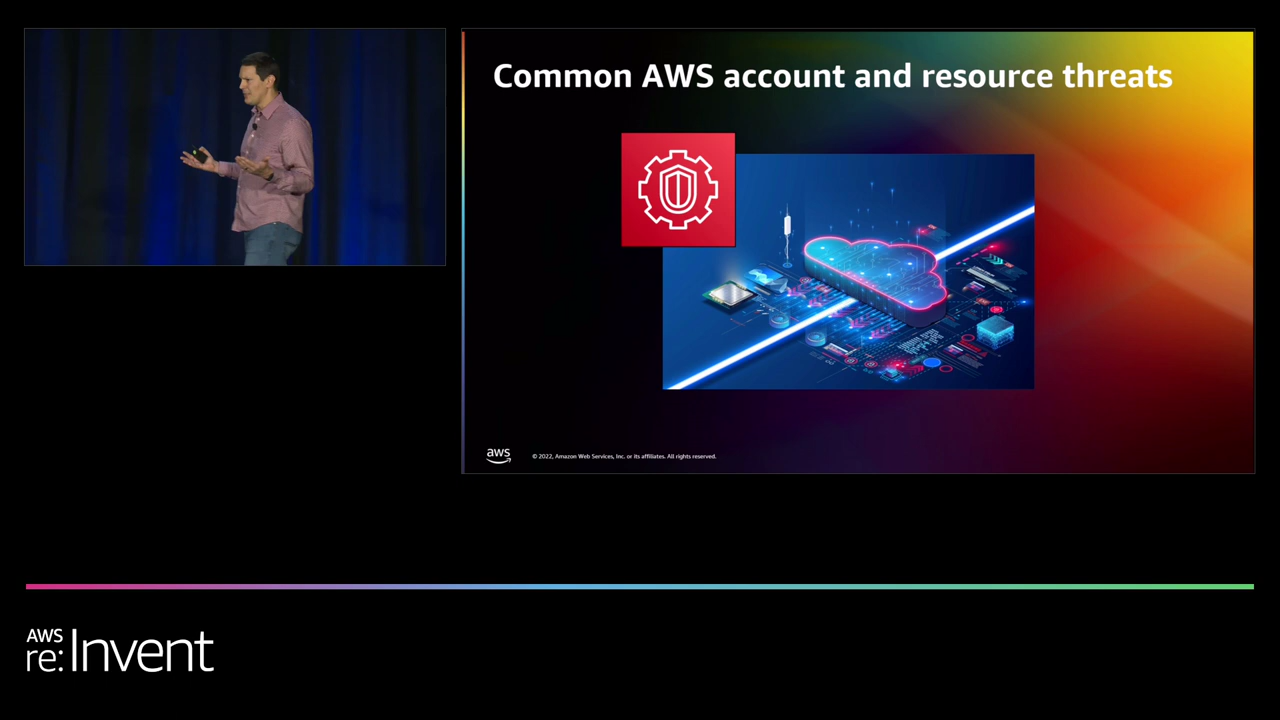 Common AWS account and resource threats
aws
© 2022, Amazon Web Services, Inc. or its affiliates. All rights reserved.
AWS
re:Invent